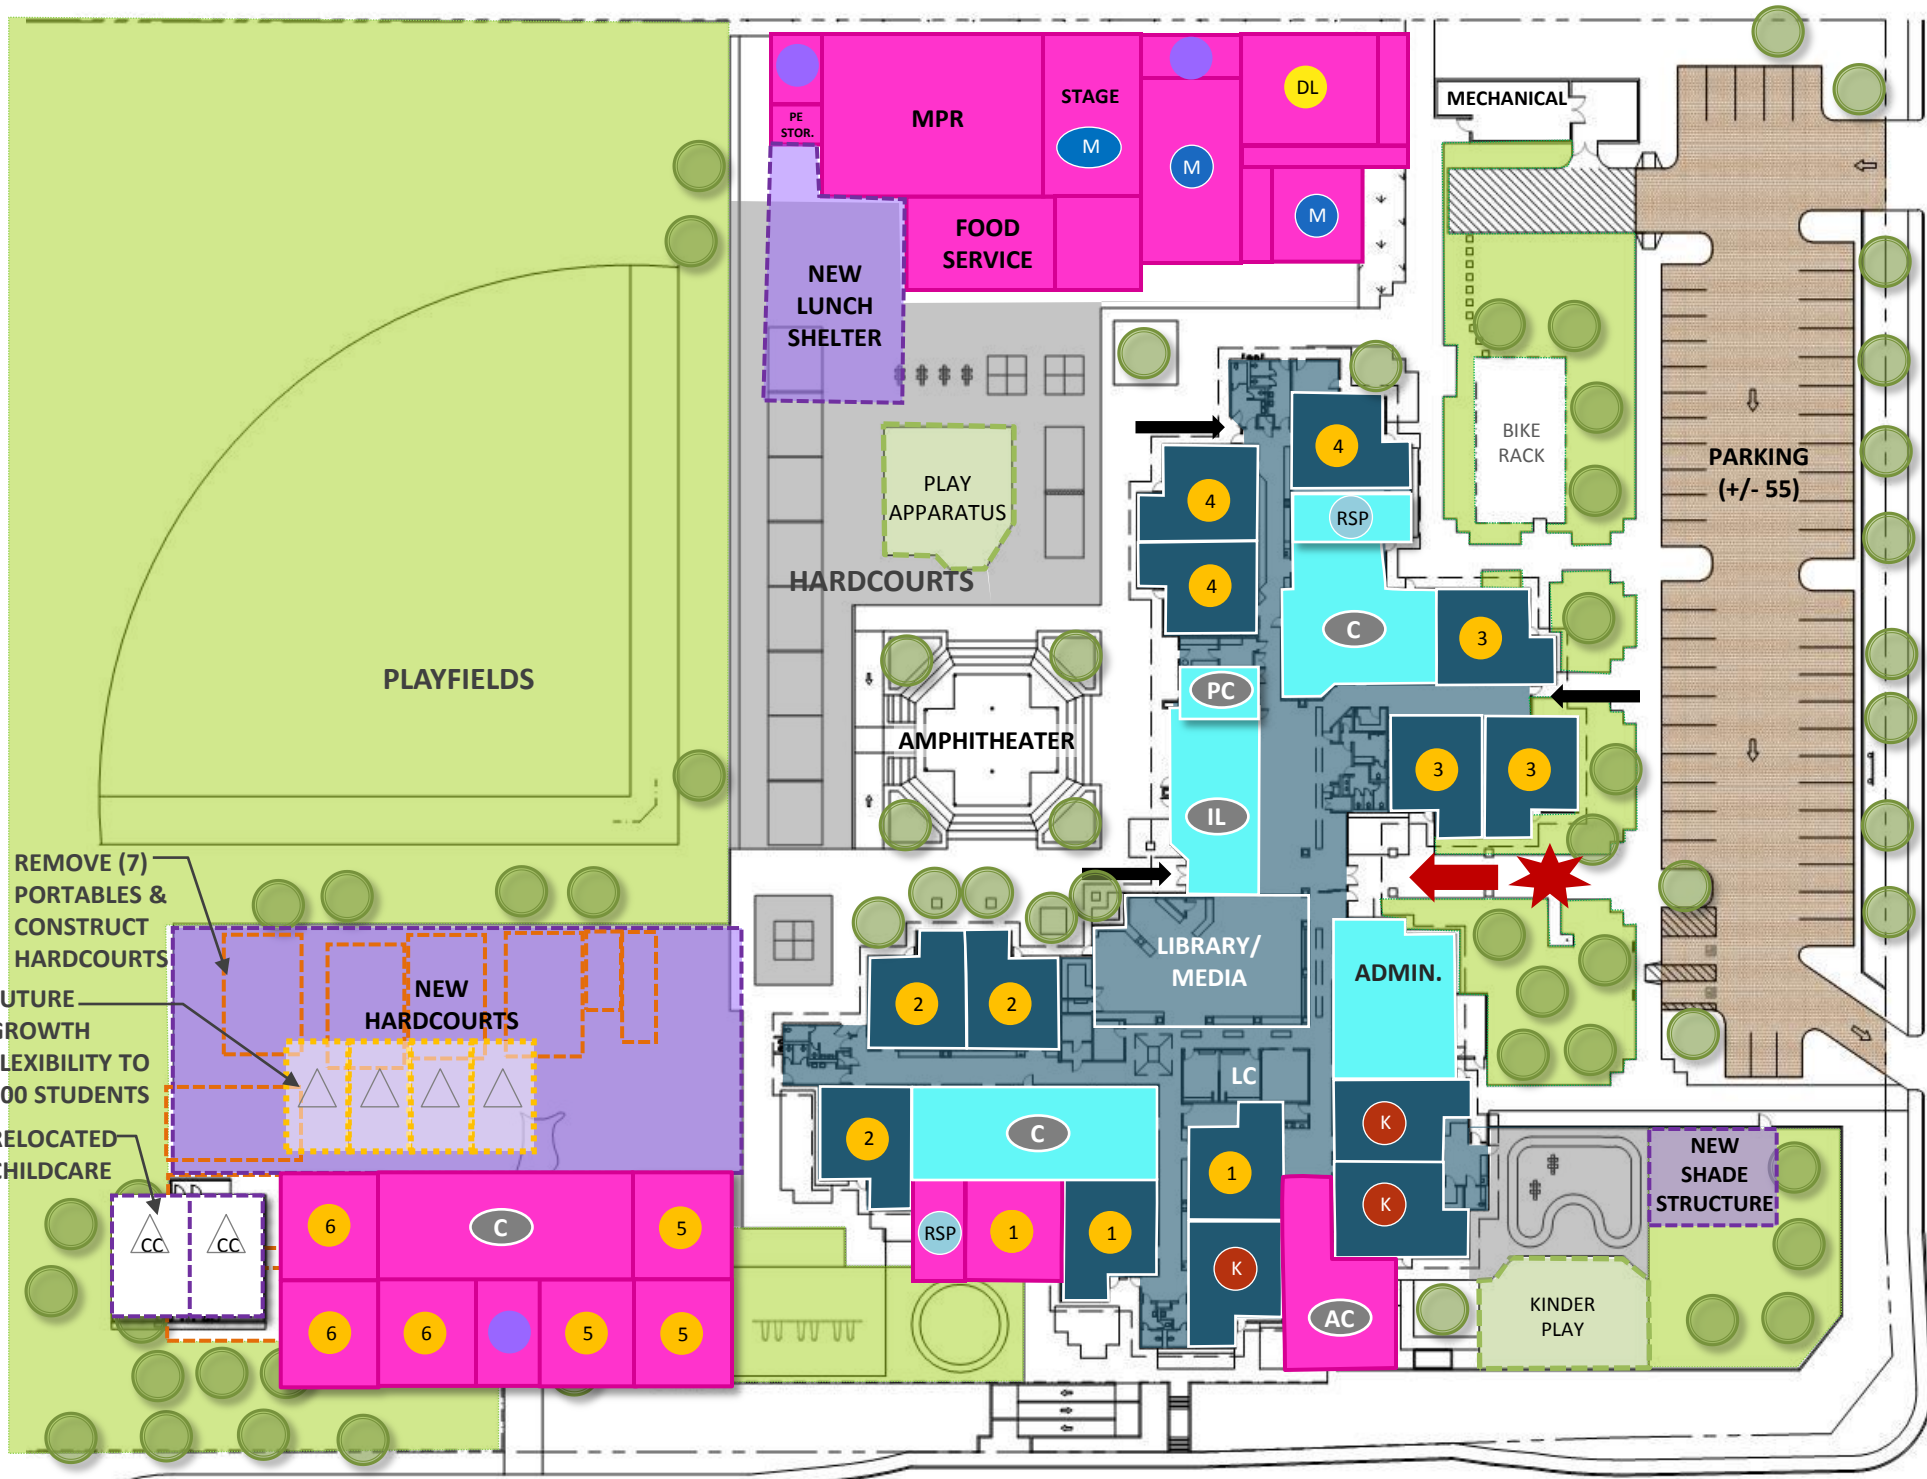 MECHANICAL
STAGE
DL
MPR
PE
STOR.
M
M
M
FOOD
SERVICE
NEW
LUNCH
SHELTER
BIKE
RACK
PARKING
(+/- 55)
4
4
RSP
4
PLAY
APPARATUS
HARDCOURTS
C
3
PLAYFIELDS
PC
AMPHITHEATER
3
3
IL
REMOVE (7)
PORTABLES &
CONSTRUCT
HARDCOURTS
LIBRARY/
MEDIA
ADMIN.
NEW
HARDCOURTS
2
2
UTURE
GROWTH
LEXIBILITY TO
00 STUDENTS
LC
RELOCATED
CHILDCARE
2
C
K
NEW
SHADE
STRUCTURE
1
K
6
C
5
RSP
1
1
CC
CC
K
6
6
5
5
AC
KINDER
PLAY